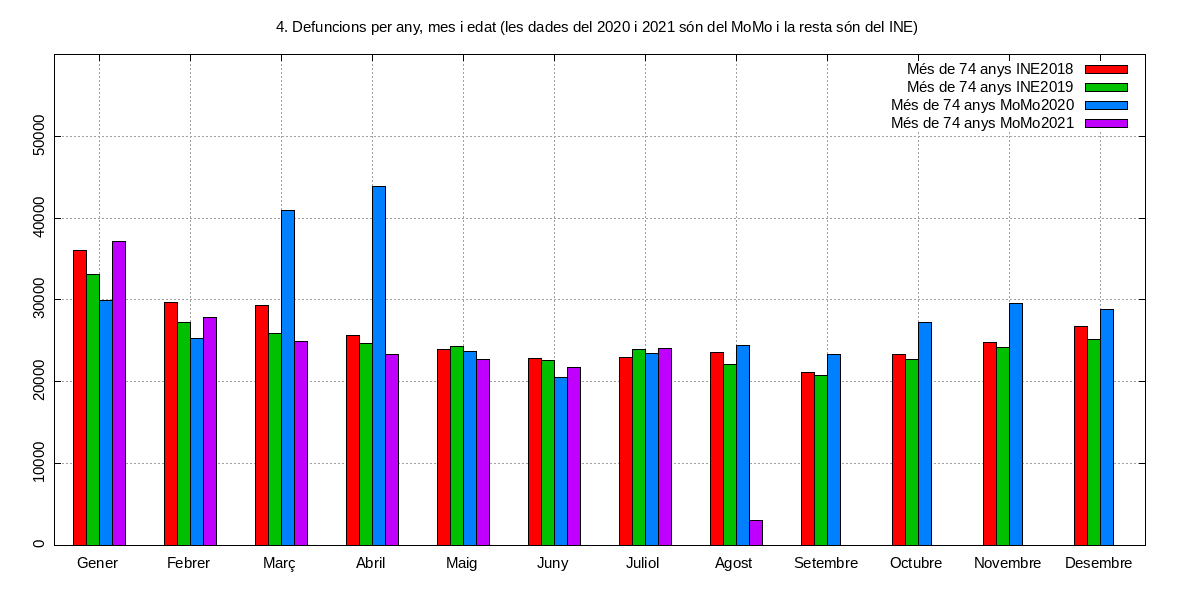 4. Defuncions per any, mes i edat (les dades del 2020 i 2021 són del MoMo i la resta són del INE)
Més de 74 anys INE2018
Més de 74 anys INE2019
Més de 74 anys MoMo2020
Més de 74 anys MoMo2021
50000
40000
30000
20000
10000
0
Gener Febrer Març Abril Maig Juny Juliol Agost Setembre Octubre Novembre Desembre